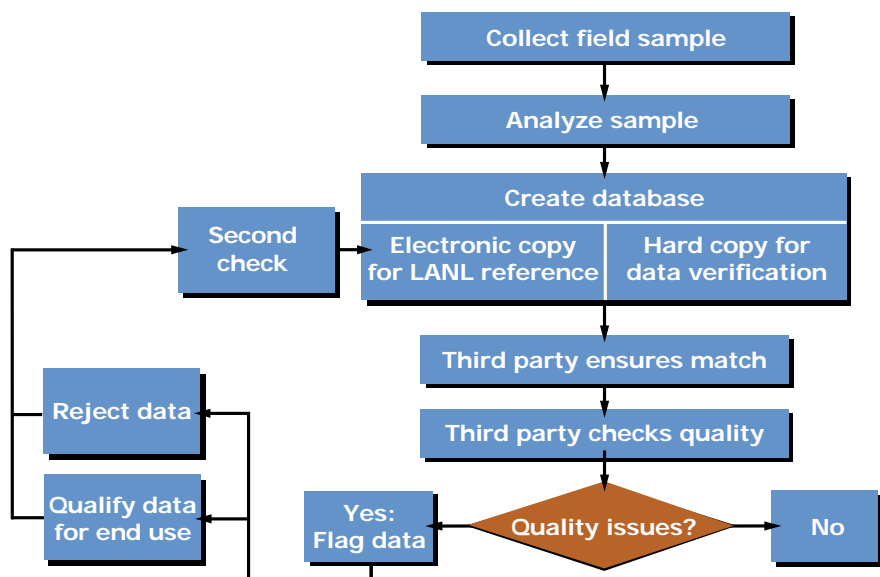 Collect field sample
Analyze sample
Create database
Second
check
Electronic copy
for LANL reference
Hard copy for
data verification
Third party ensures match
Reject data
Third party checks quality
Qualify data
for end use
Yes:
Flag data
Quality issues?
No